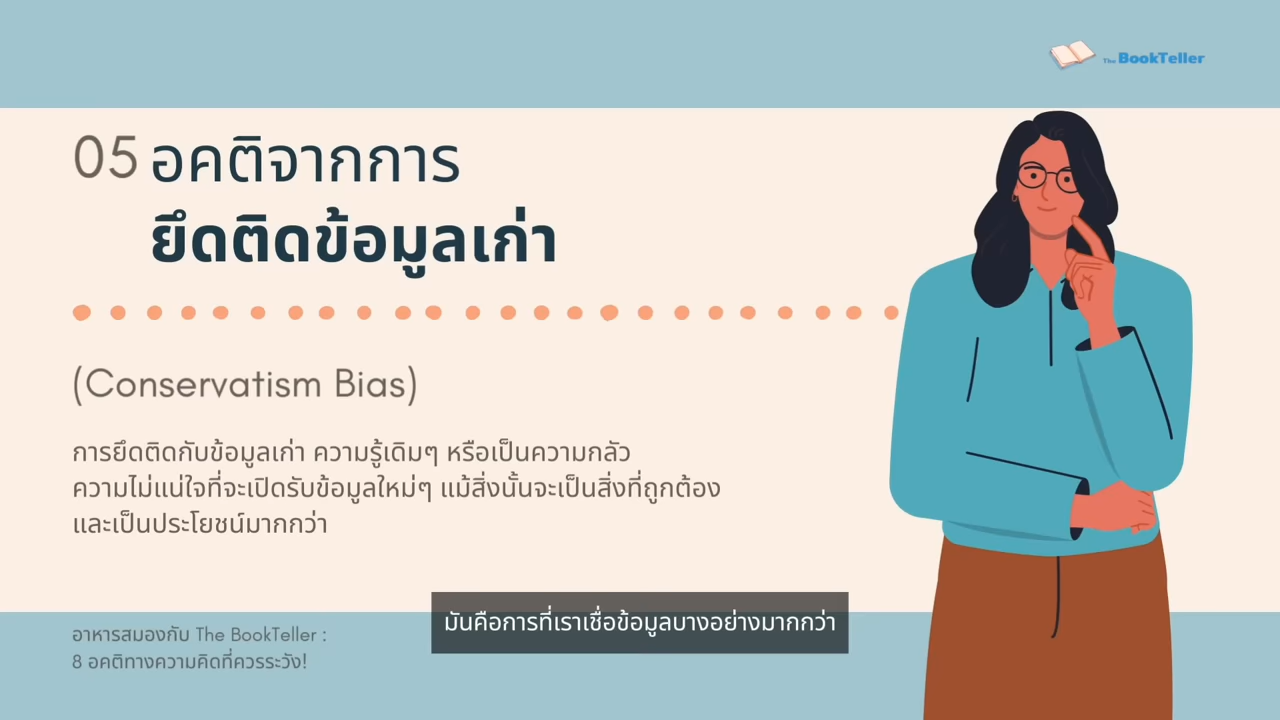 The BookTeller
05 อคติจากการ
ยึดติดข้อมูลเก่า
(Conservatism Bias)
การยึดติดกับข้อมูลเก่า ความรู้เดิมๆ หรือเป็นความกลัว
ความไม่แน่ใจที่จะเปิดรับข้อมูลใหม่ๆ แม้สิ่งนั้นจะเป็นสิ่งที่ถูกต้อง
และเป็นประโยชน์มากกว่า
มันคือการที่เราเชื่อข้อมูลบางอย่างมากกว่า
อาหารสมองกับ The BookTeller :
8 อคติทางความคิดที่ควรระวัง!